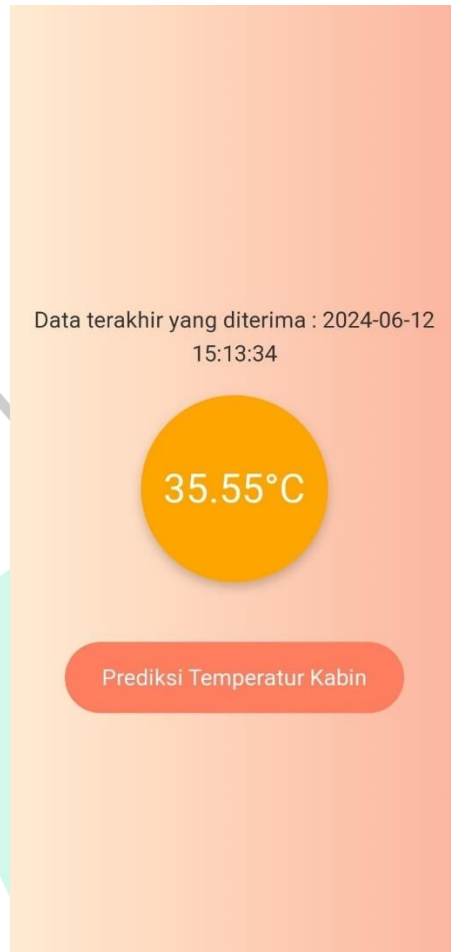 Data terakhir yang diterima : 2024-06-12
15:13:34
35.55°C
Prediksi Temperatur Kabin